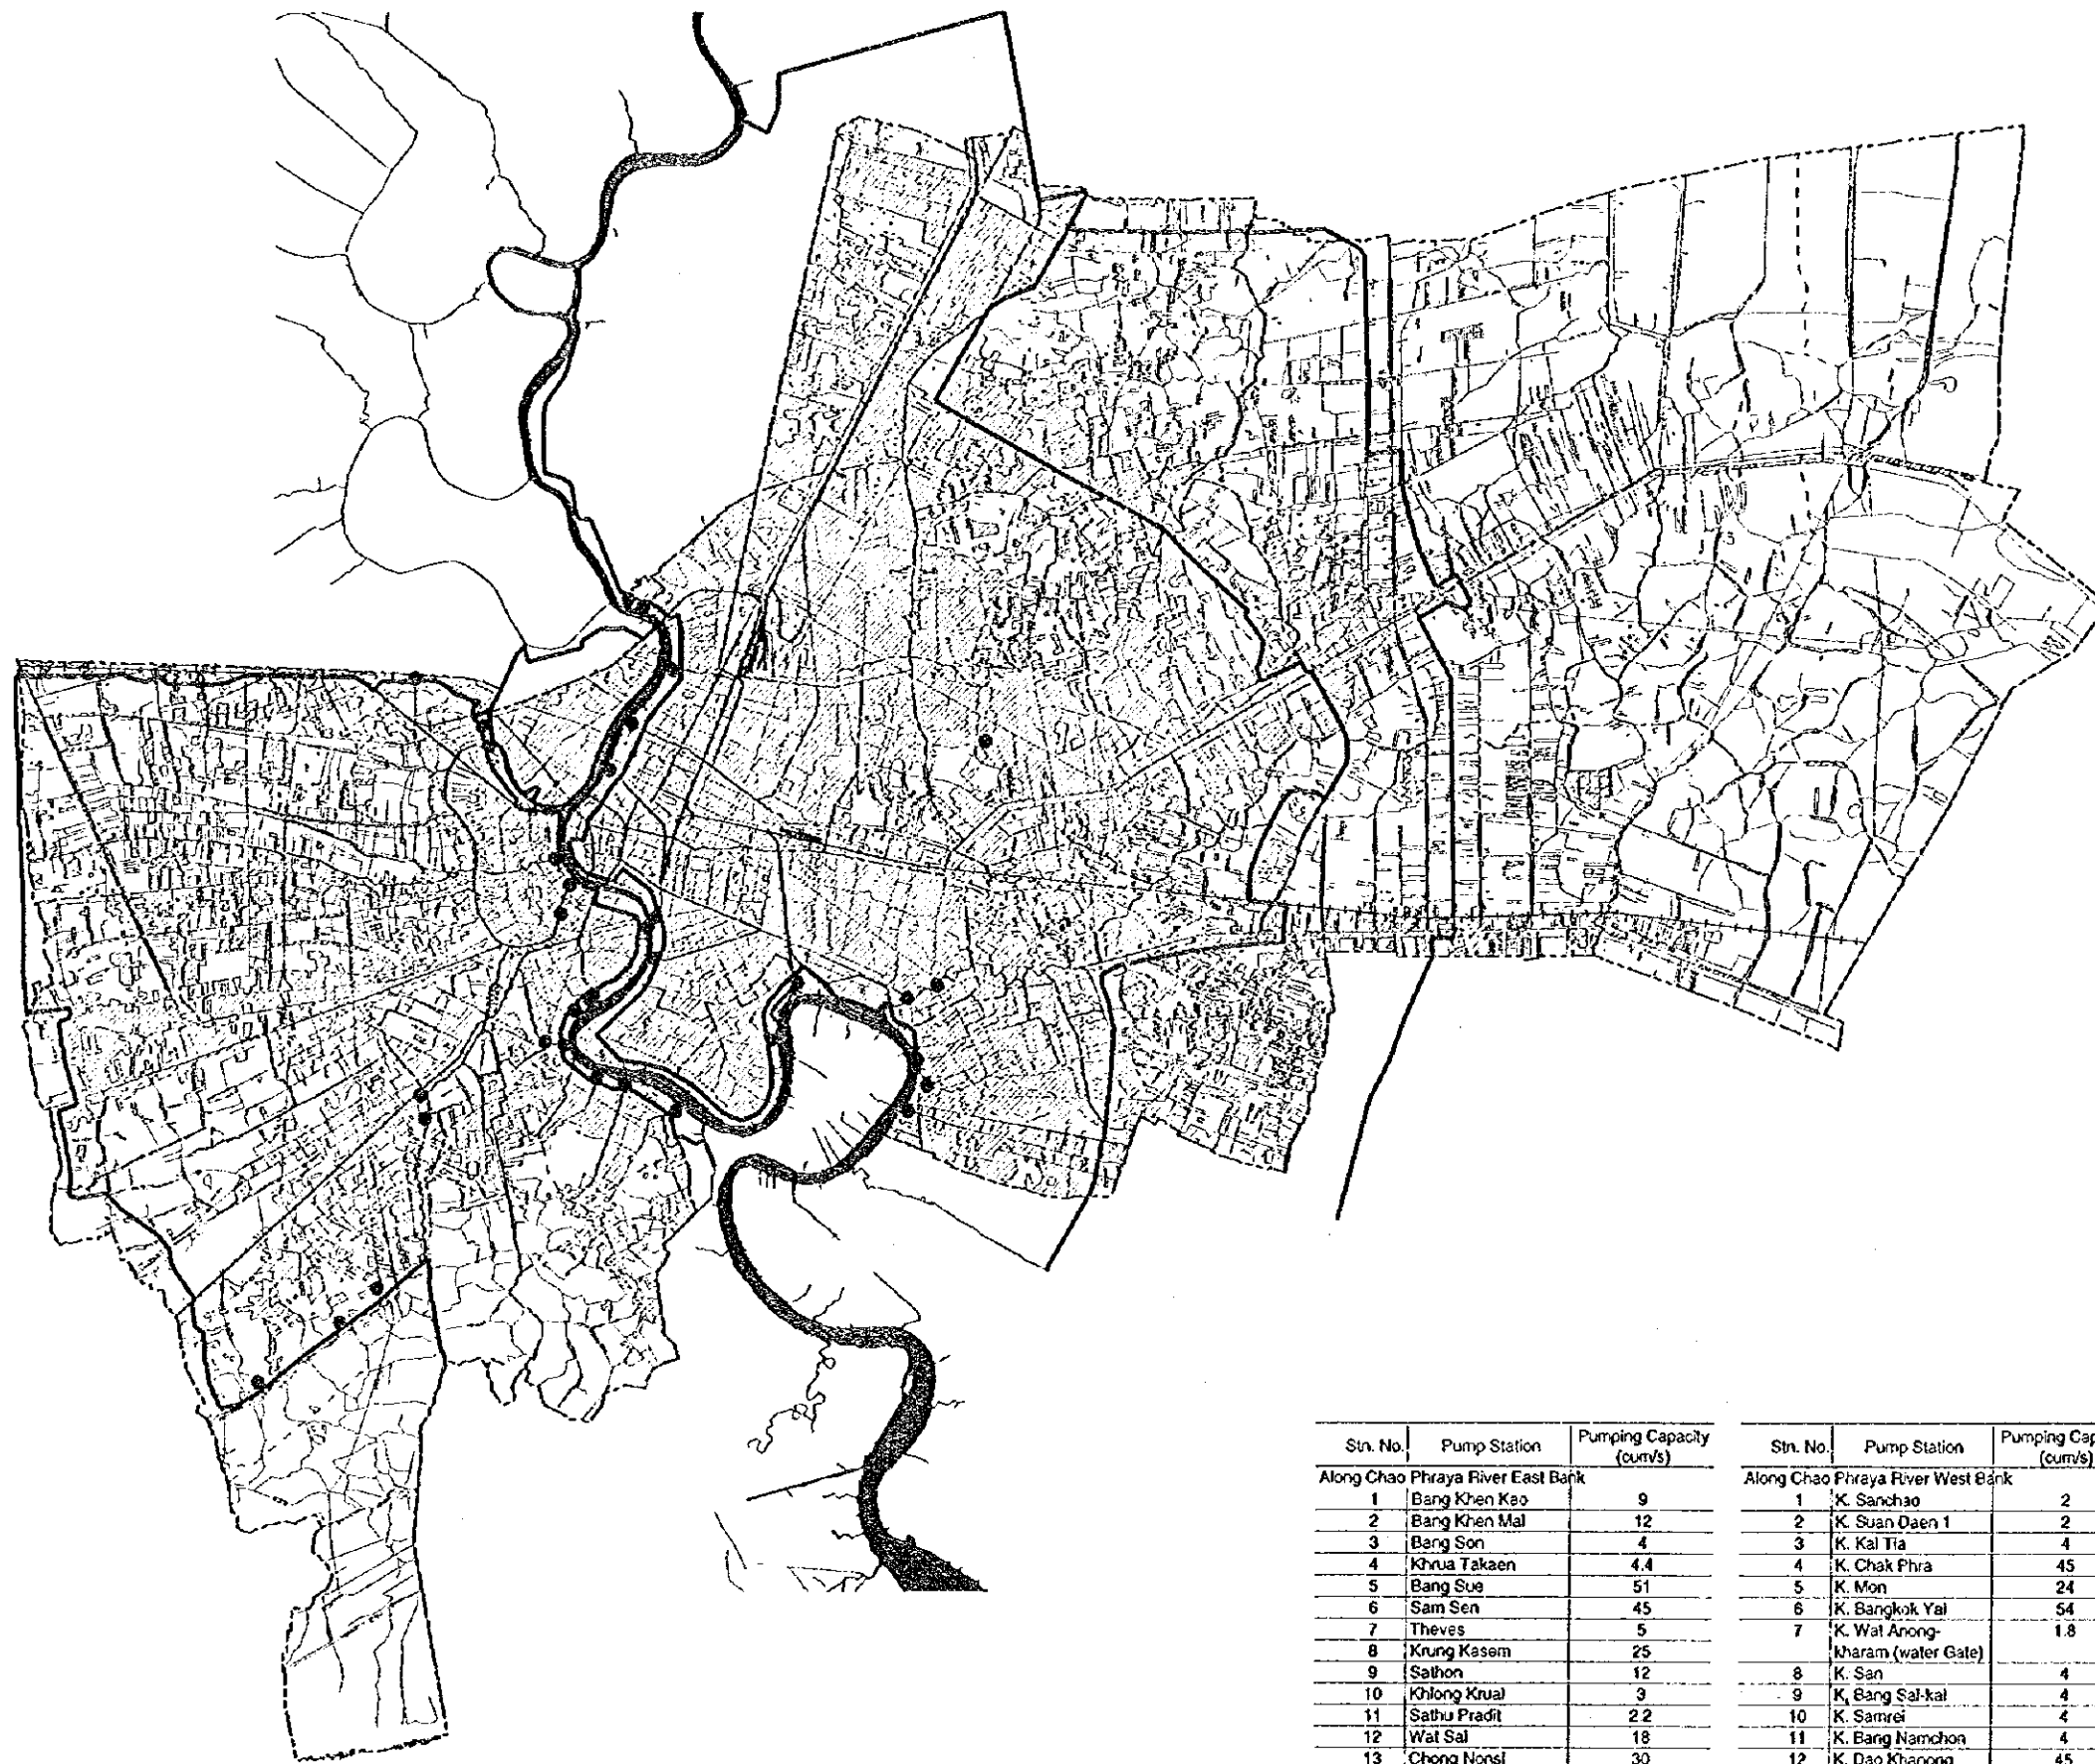 Stn. No. Pump Station Pumping Capacity (cum/s)
Along Chao Phraya River East Bank
1 Bang Khen Kao 9
2 Bang Khen Mai 12
3 Bang Son 4
4 Khrua Takaen 4.4
5 Bang Sue 51
6 Sam Sen 45
7 Theves 5
8 Krung Kasem 25
9 Sathon 12
10 Khlong Krual 3
11 Sathu Pradit 2.2
12 Wat Sai 18
13 Chong Nonsi 30
Stn. No. Pump Station Pumping Cap (cum/s)
Along Chao Phraya River West Bank
1 K. Sanchao 2
2 K. Suan Daen 1 2
3 K. Kai Tia 4
4 K. Chak Phra 45
5 K. Mon 24
6 K. Bangkok Yai 54
7 K. Wat Anong- 1.8
kharam (water Gate)
8 K. San 4
9 K. Bang Sai-kai 4
10 K. Samrei 4
11 K. Bang Namchon 4
12 K. Dao Khanong 45